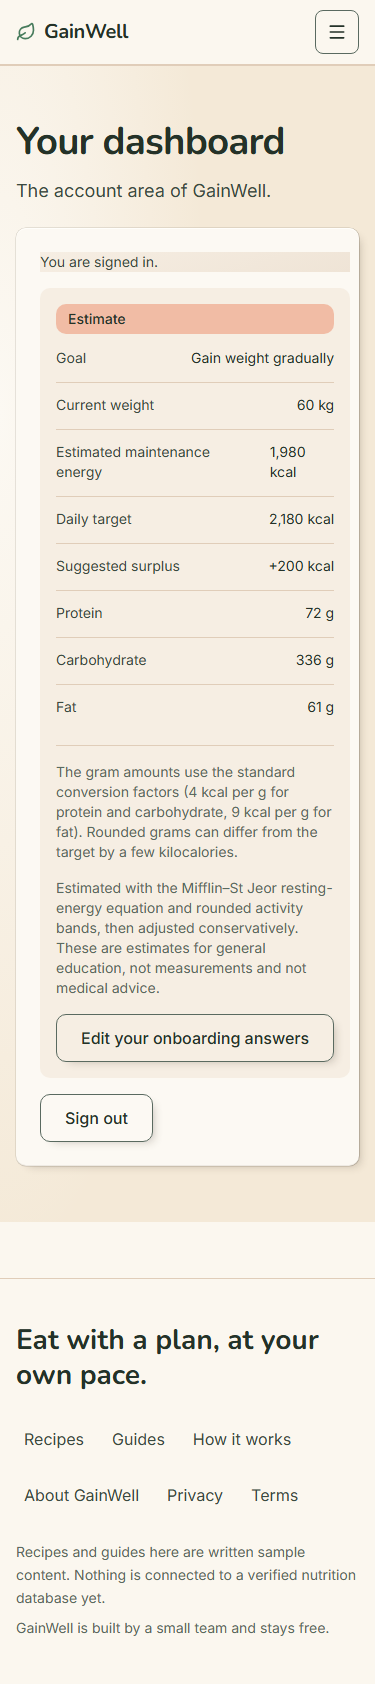 GainWell
Your dashboard
The account area of GainWell.
You are signed in.
Estimate
Goal Gain weight gradually
Current weight 60 kg
Estimated maintenance 1,980
energy kcal
Daily target 2,180 kcal
Suggested surplus +200 kcal
Protein 72 g
Carbohydrate 336 g
Fat 61 g
The gram amounts use the standard
conversion factors (4 kcal per g for
protein and carbohydrate, 9 kcal per g for
fat). Rounded grams can differ from the
target by a few kilocalories.
Estimated with the Mifflin–St Jeor resting-
energy equation and rounded activity
bands, then adjusted conservatively.
These are estimates for general
education, not measurements and not
medical advice.
Edit your onboarding answers
Sign out
Eat with a plan, at your
own pace.
Recipes Guides How it works
About GainWell Privacy Terms
Recipes and guides here are written sample
content. Nothing is connected to a verified nutrition
database yet.
GainWell is built by a small team and stays free.